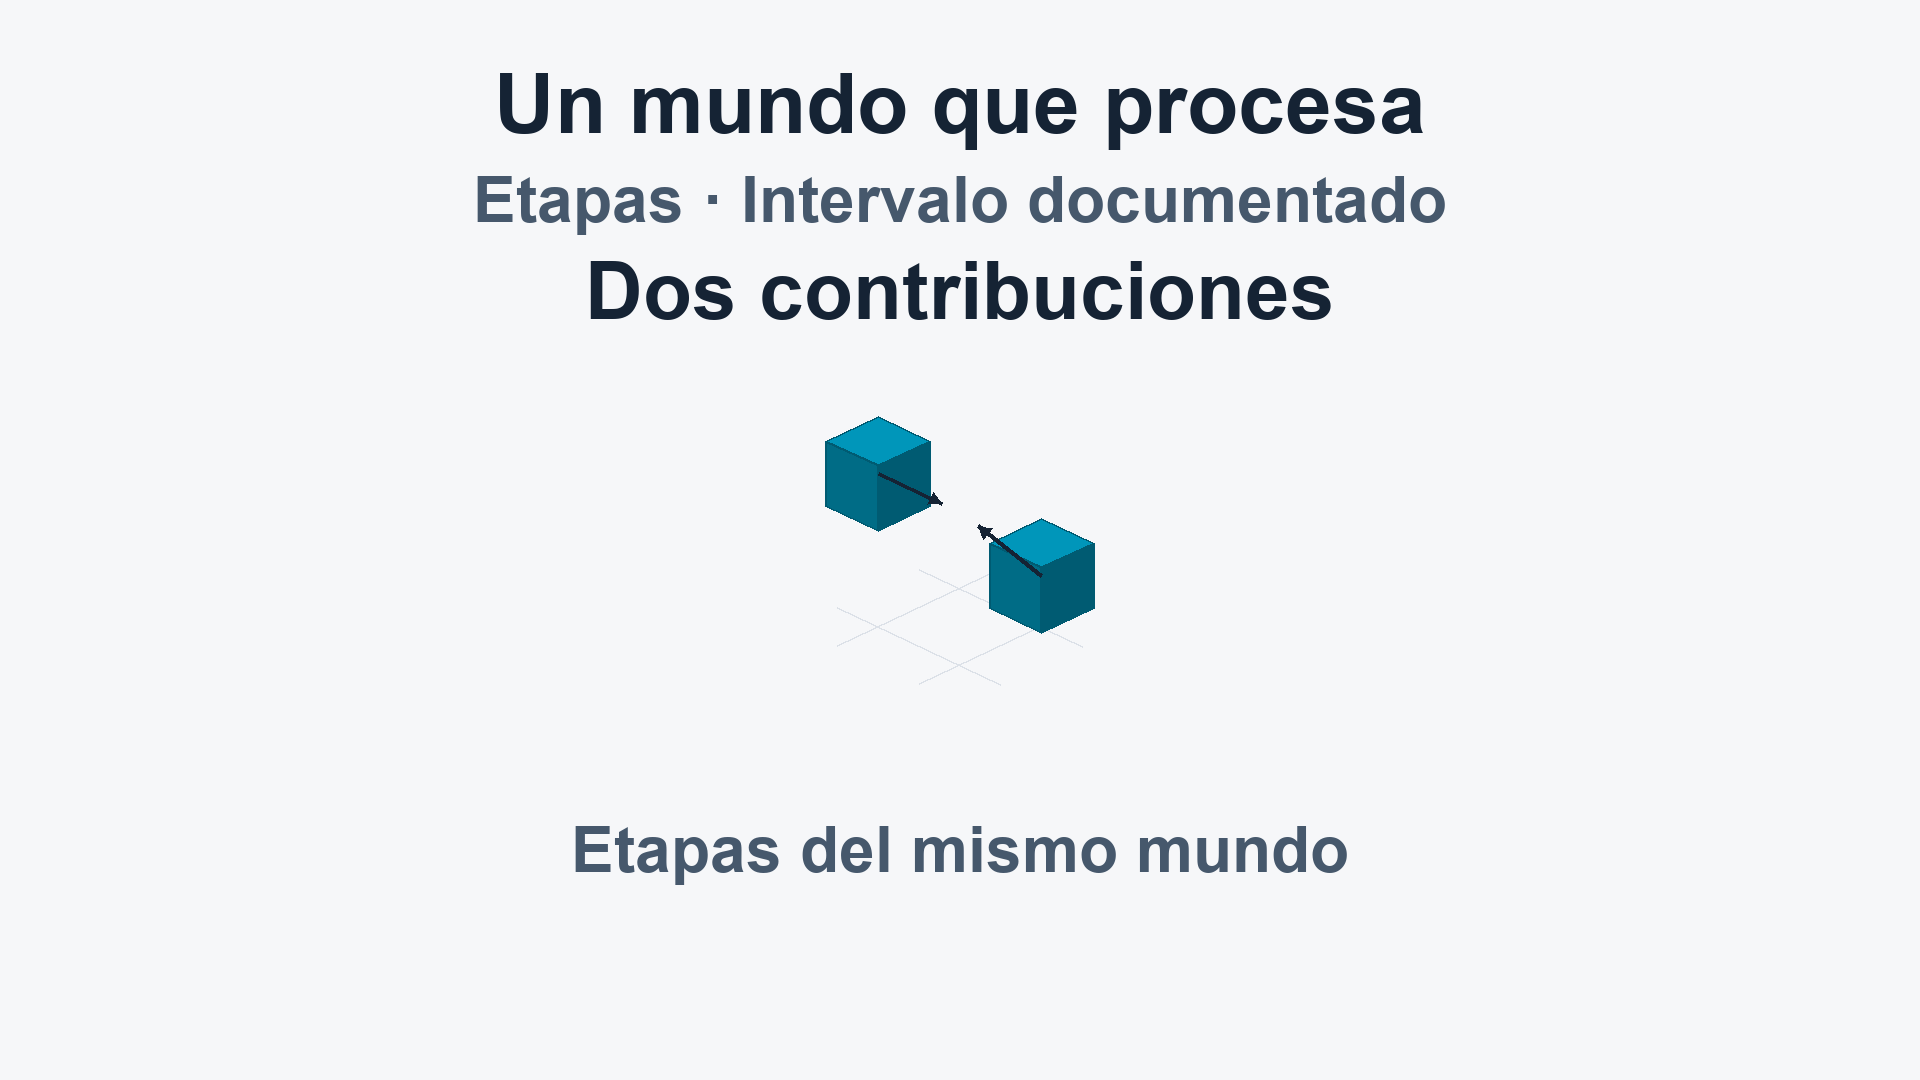 Un mundo que procesa
Etapas · Intervalo documentado
Dos contribuciones
Etapas del mismo mundo